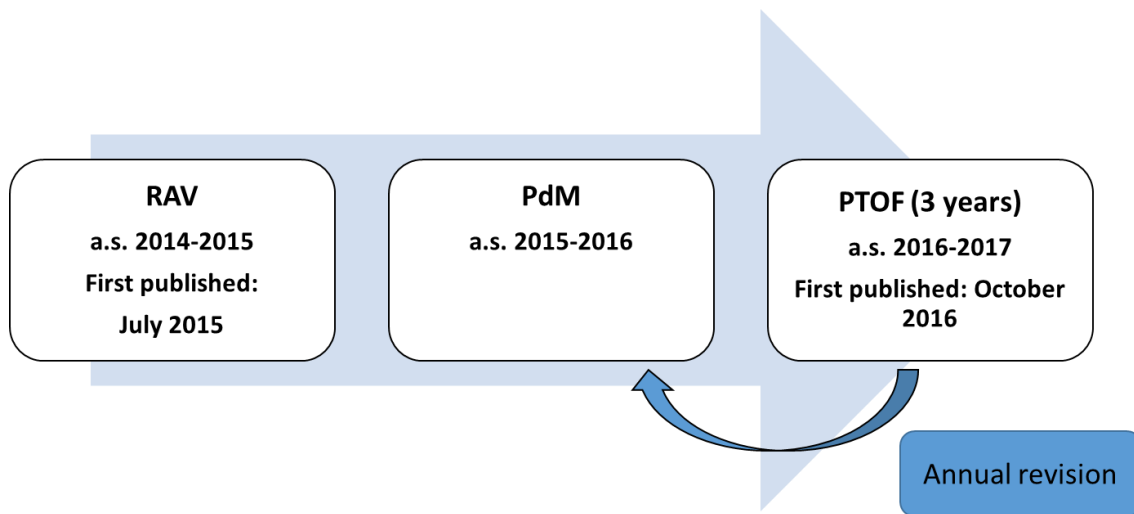 RAV
a.s. 2014-2015
First published:
July 2015
PdM
a.s. 2015-2016
PTOF (3 years)
a.s. 2016-2017
First published: October
2016
Annual revision